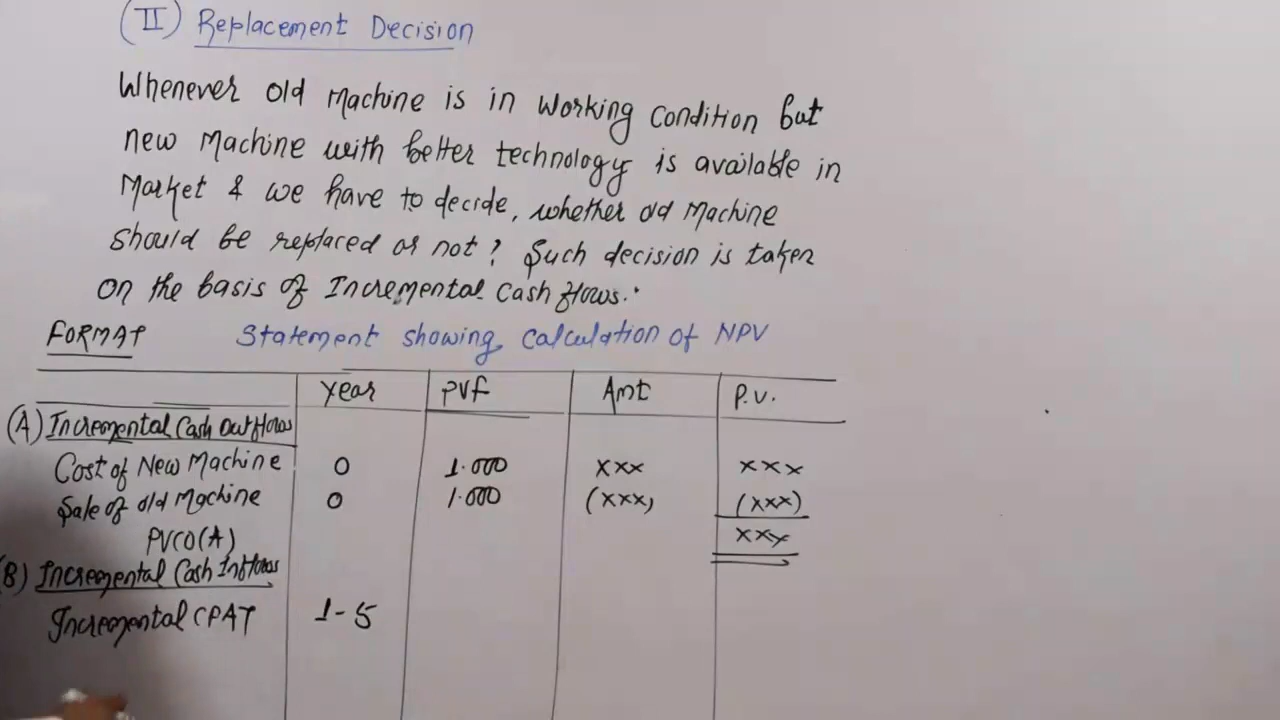 (II) Replacement Decision
Whenever old Machine is in working condition but
new Machine with better technology is available in
Market & we have to decide, whether old Machine
should be replaced or not? Such decision is taken
on the basis of Incremental Cash flows.
FORMAT Statement showing calculation of NPV
Year PVf Amt P.V.
(A) Incremental Cash Outflows
Cost of New Machine 0 1.000 xxx xxx
Sale of old Machine 0 1.000 (xxx) (xxx)
PVCO(A) xxx
(B) Incremental Cash Inflows
Incremental CFAT 1-5